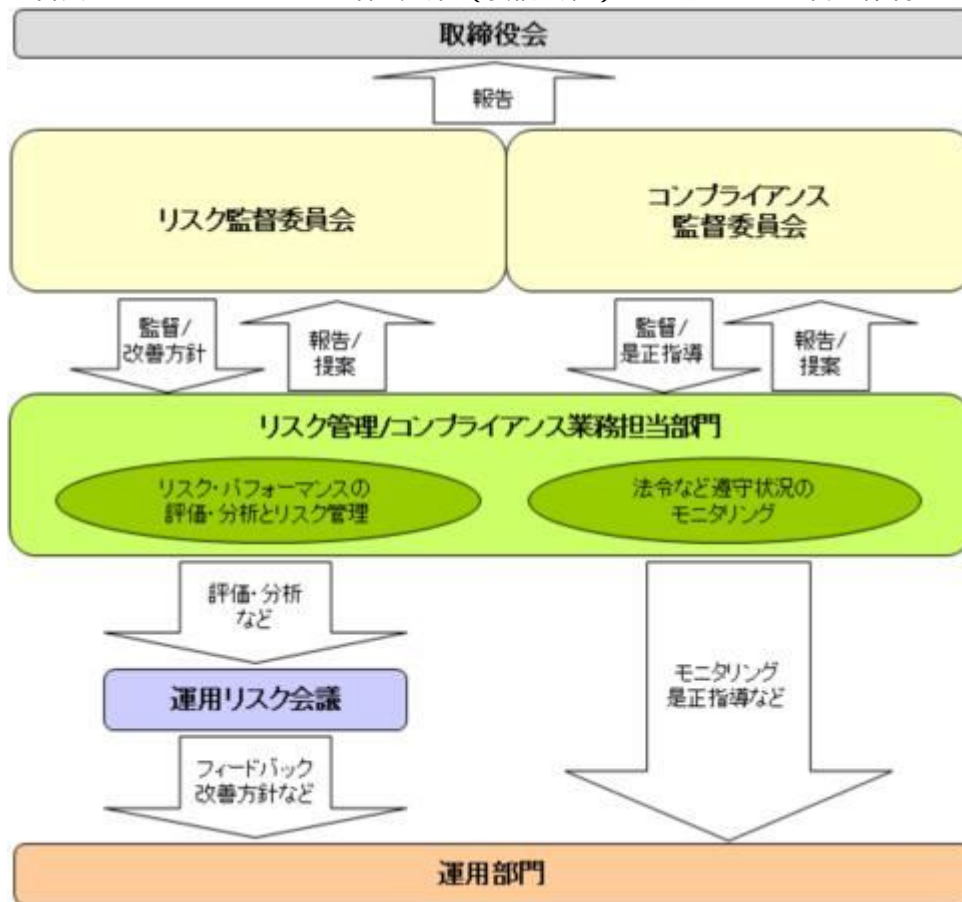 取締役会
報告
リスク監督委員会
コンプライアンス
監督委員会
監督/
改善方針
報告/
提案
監督/
是正指導
報告/
提案
リスク管理/コンプライアンス業務担当部門
リスク・パフォーマンスの
評価・分析とリスク管理
法令など遵守状況の
モニタリング
評価・分析
など
運用リスク会議
モニタリング
是正指導など
フィードバック
改善方針など
運用部門